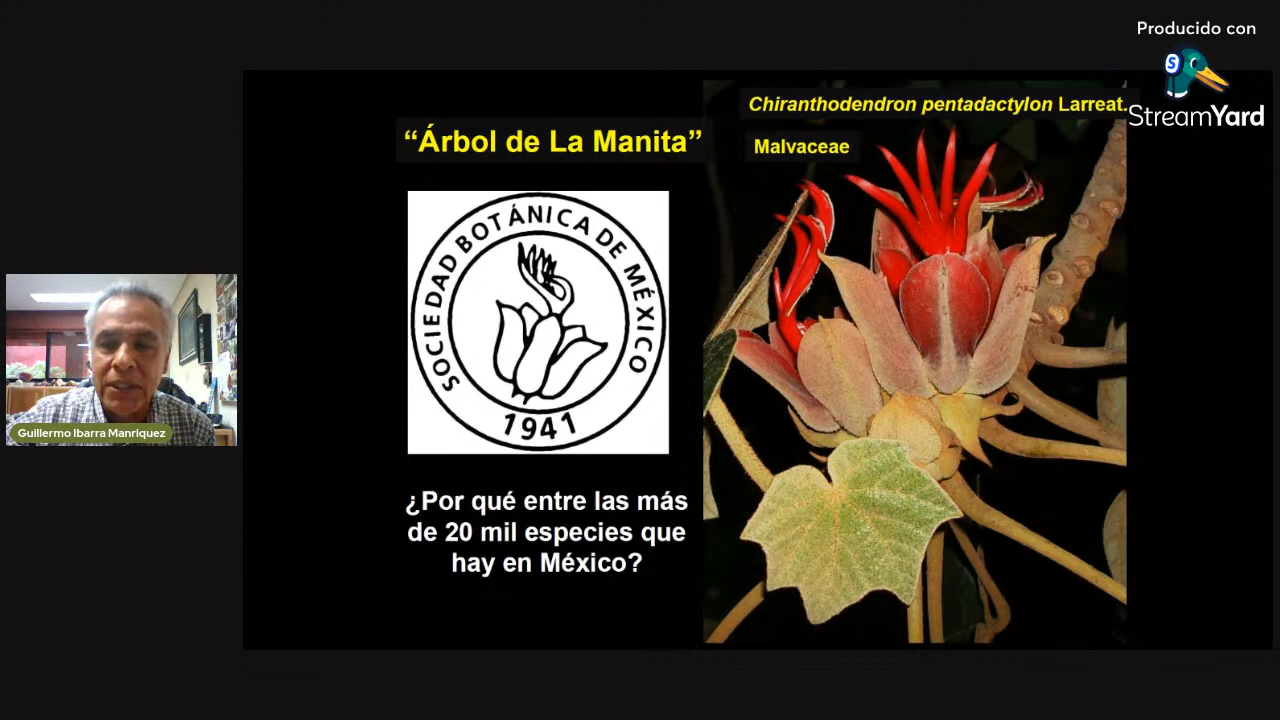 Producido con
StreamYard
Chiranthodendron pentadactylon Larreat.
“Árbol de La Manita”
Malvaceae
SOCIEDAD BOTÁNICA DE MÉXICO
1941
Guillermo Ibarra Manriquez
¿Por qué entre las más
de 20 mil especies que
hay en México?